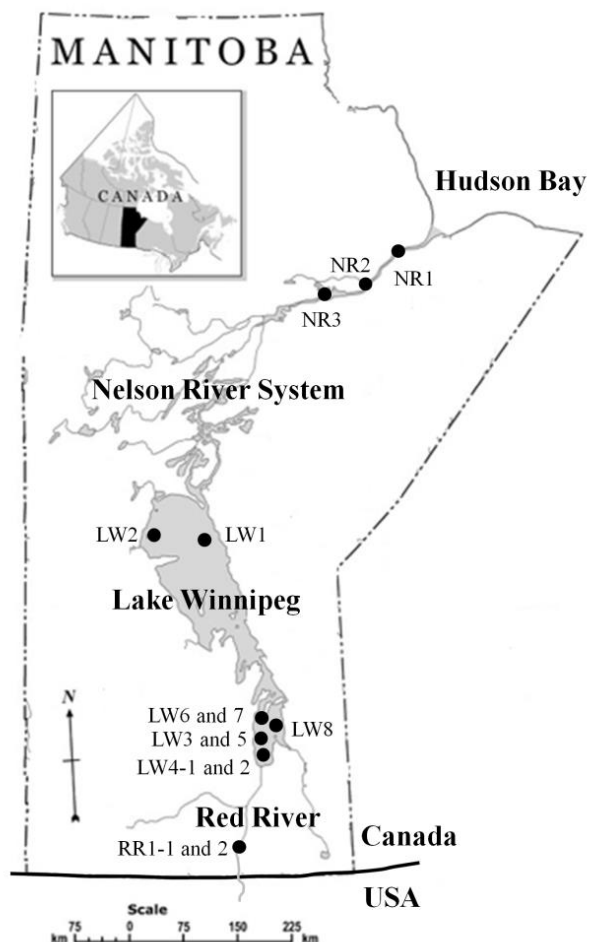 MANITOBA
CANADA
Hudson Bay
NR2
NR1
NR3
Nelson River System
LW2
LW1
Lake Winnipeg
N
LW6 and 7
LW8
LW3 and 5
LW4-1 and 2
Red River
Canada
RR1-1 and 2
USA
Scale
75 0 75 150 225
km km